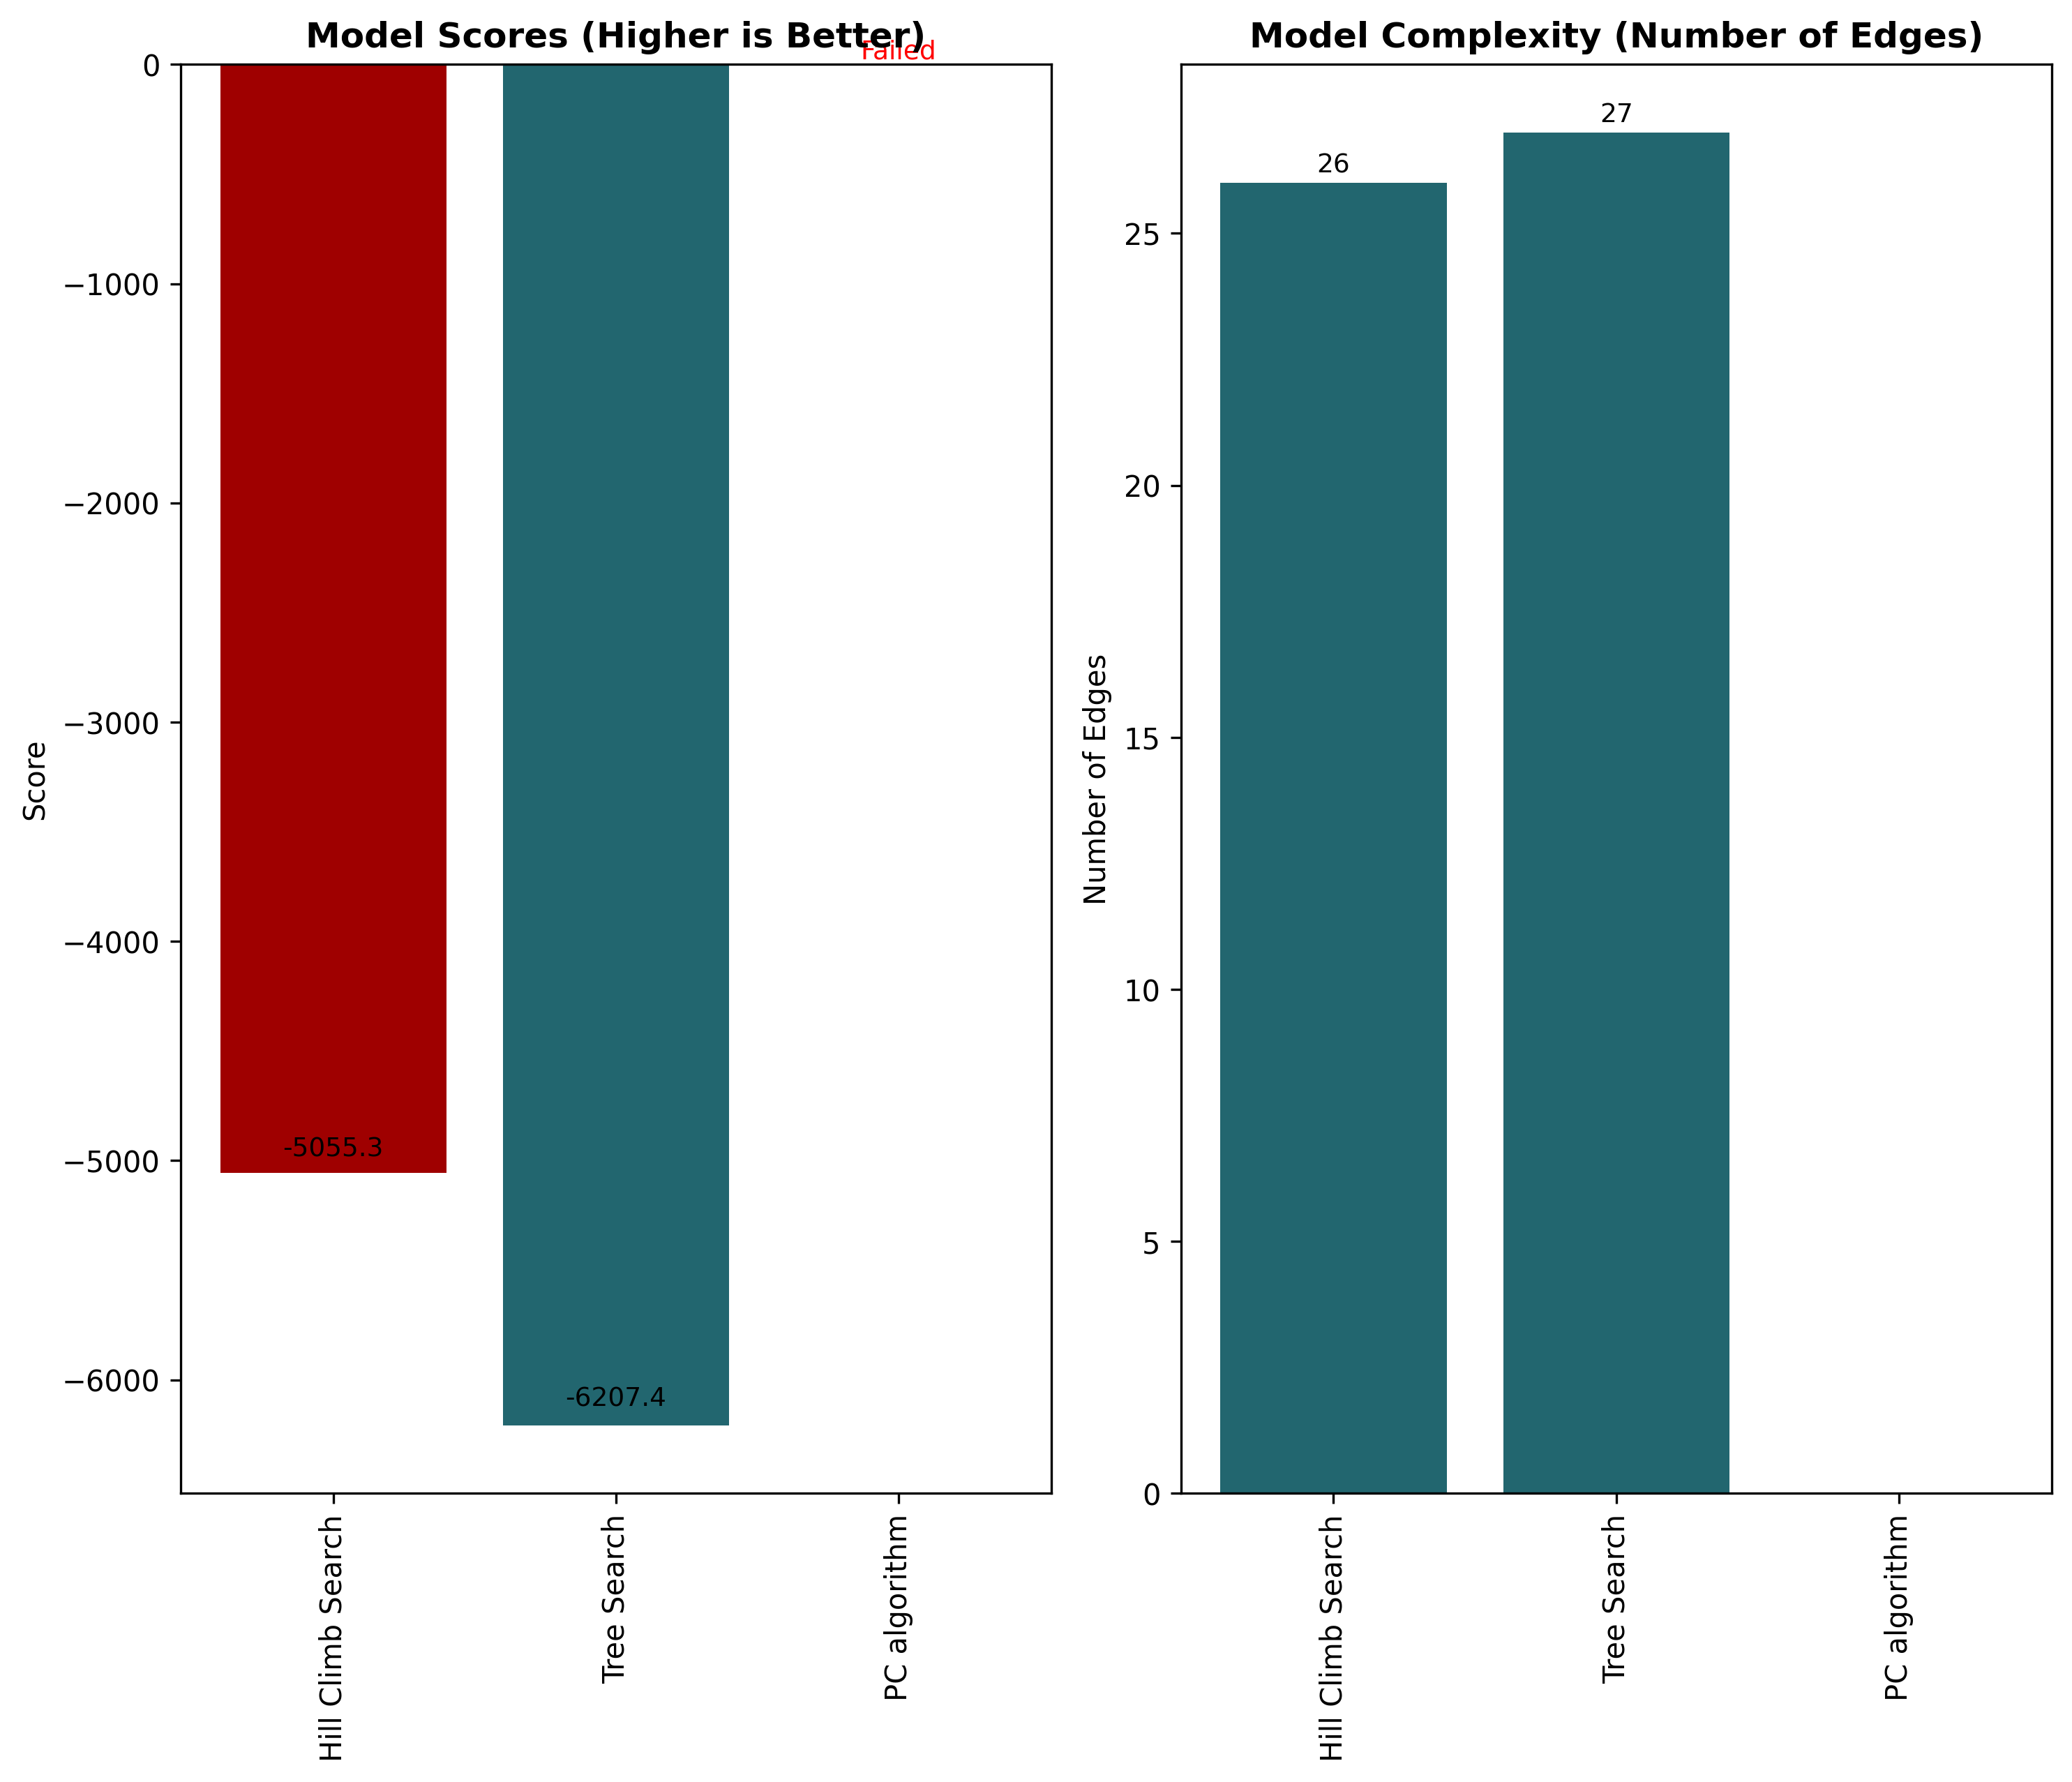 Model Scores (Higher is Better)
Failed
0
−1000
−2000
−3000
−4000
−5000
−6000
Score
-5055.3
-6207.4
Hill Climb Search
Tree Search
PC algorithm
Model Complexity (Number of Edges)
25
20
15
10
5
0
Number of Edges
26
27
Hill Climb Search
Tree Search
PC algorithm